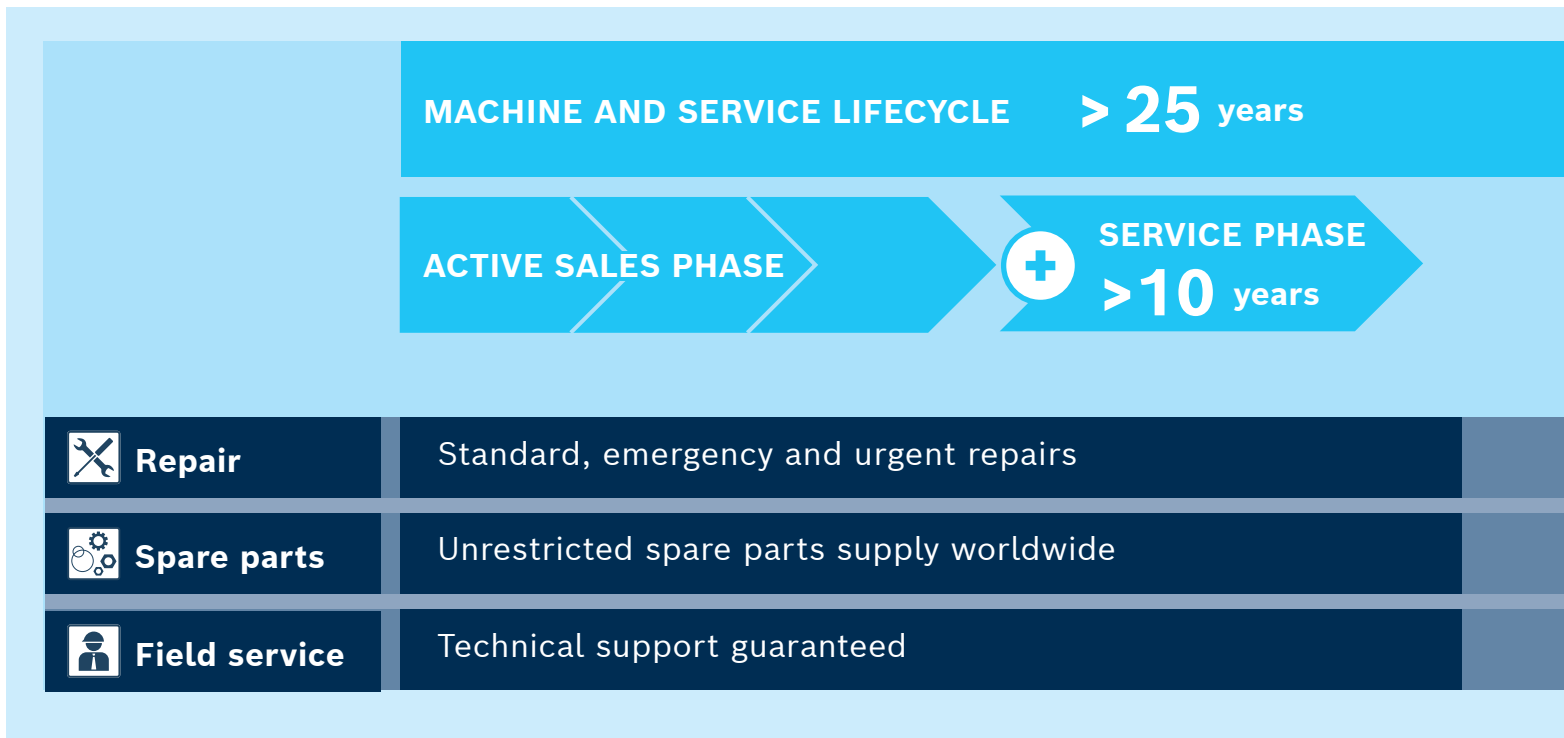 MACHINE AND SERVICE LIFECYCLE > 25 years
ACTIVE SALES PHASE
SERVICE PHASE
>10 years
Repair
Standard, emergency and urgent repairs
Spare parts
Unrestricted spare parts supply worldwide
Field service
Technical support guaranteed